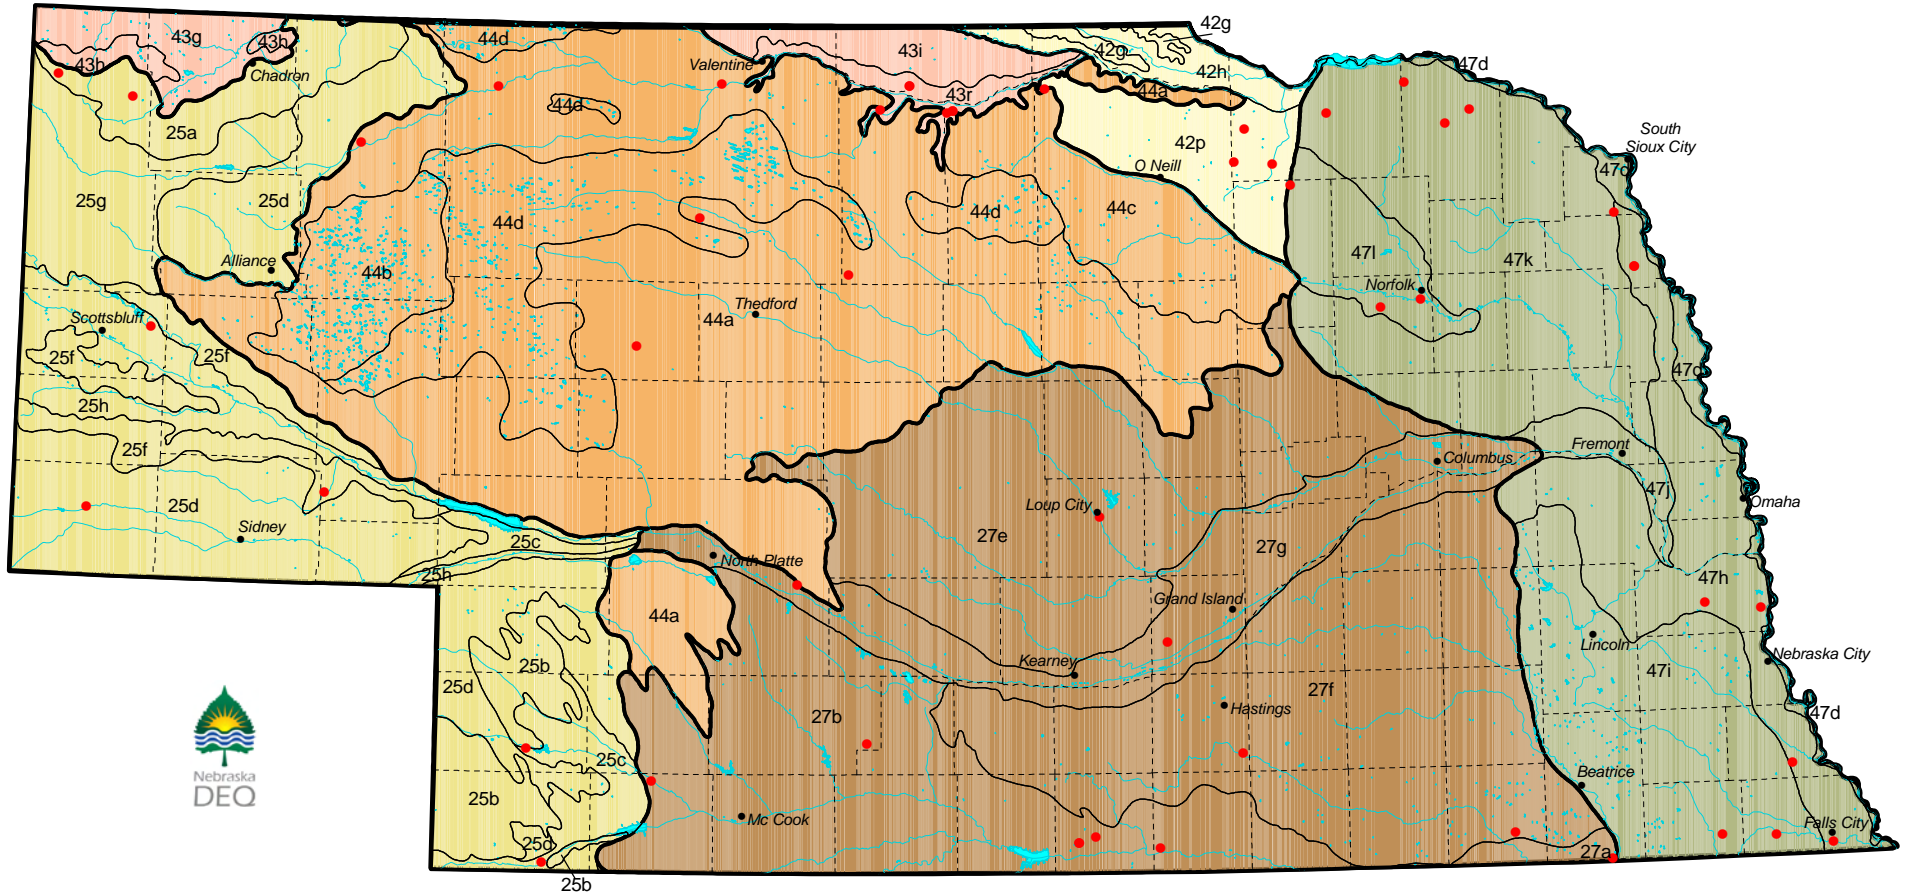 42g
43g
43h
44d
43i
42g
Valentine
43h
Chadron
42h
47d
44d
43r
44a
25a
42p
South
Sioux City
O Neill
47d
25g
25d
44d
44d
44c
47l
47k
Alliance
44b
Norfolk
Thedford
Scottsbluff
44a
25f
25f
47d
25h
25f
Fremont
Columbus
25d
47j
Loup City
Omaha
Sidney
25c
27e
27g
North Platte
25h
47h
Grand Island
44a
Lincoln
Nebraska City
25b
Kearney
47i
25d
27f
Hastings
27b
47d
25c
Nebraska
DEQ
Beatrice
25b
Mc Cook
Falls City
25d
27a
25b